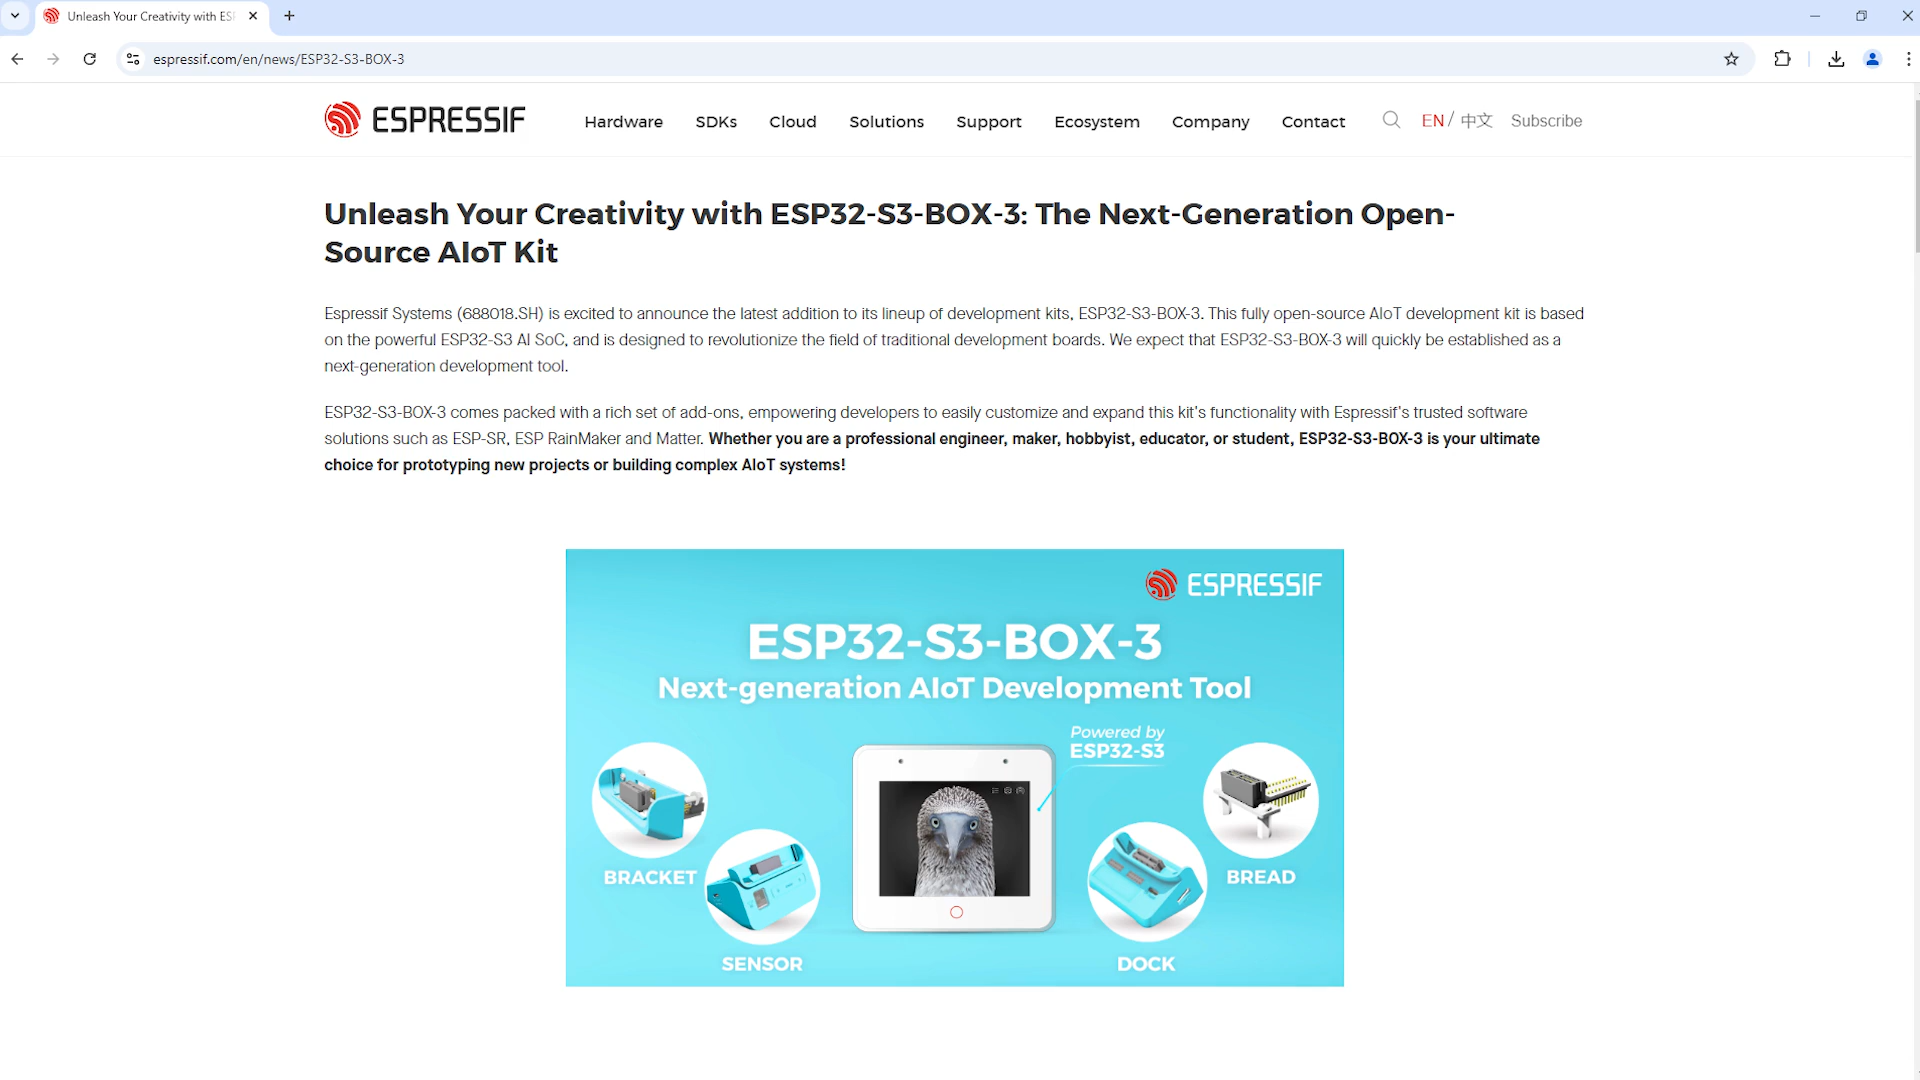 Unleash Your Creativity with ES
espressif.com/en/news/ESP32-S3-BOX-3
ESPRESSIF
Hardware
SDKs
Cloud
Solutions
Support
Ecosystem
Company
Contact
EN / 中文
Subscribe
Unleash Your Creativity with ESP32-S3-BOX-3: The Next-Generation Open-
Source AIoT Kit
Espressif Systems (688018.SH) is excited to announce the latest addition to its lineup of development kits, ESP32-S3-BOX-3. This fully open-source AIoT development kit is based
on the powerful ESP32-S3 AI SoC, and is designed to revolutionize the field of traditional development boards. We expect that ESP32-S3-BOX-3 will quickly be established as a
next-generation development tool.
ESP32-S3-BOX-3 comes packed with a rich set of add-ons, empowering developers to easily customize and expand this kit's functionality with Espressif's trusted software
solutions such as ESP-SR, ESP RainMaker and Matter. Whether you are a professional engineer, maker, hobbyist, educator, or student, ESP32-S3-BOX-3 is your ultimate
choice for prototyping new projects or building complex AIoT systems!
ESPRESSIF
ESP32-S3-BOX-3
Next-generation AIoT Development Tool
Powered by
ESP32-S3
BRACKET
BREAD
SENSOR
DOCK